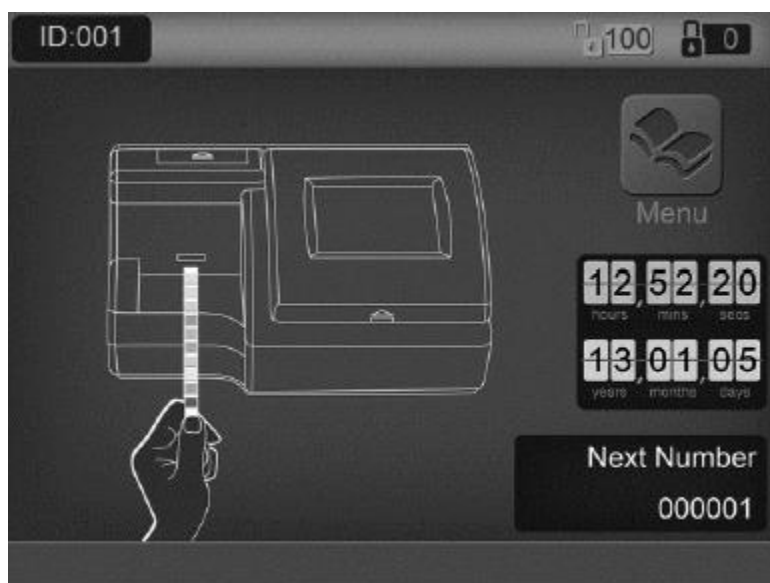 ID:001
100
0
Menu
12,52,20
hours mins secs
13,01,05
years months days
Next Number
000001